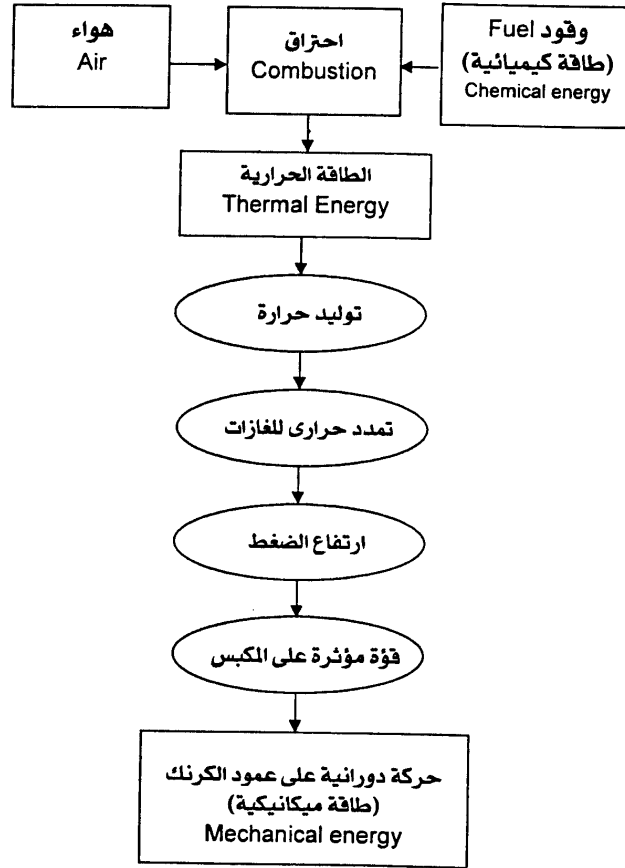 هواء
Air
احتراق
Combustion
وقود Fuel
(طاقة كيميائية)
Chemical energy
الطاقة الحرارية
Thermal Energy
توليد حرارة
تمدد حرارى للغازات
ارتفاع الضغط
قؤة مؤثرة على المكبس
حركة دورانية على عمود الكرنك
(طاقة ميكانيكية)
Mechanical energy